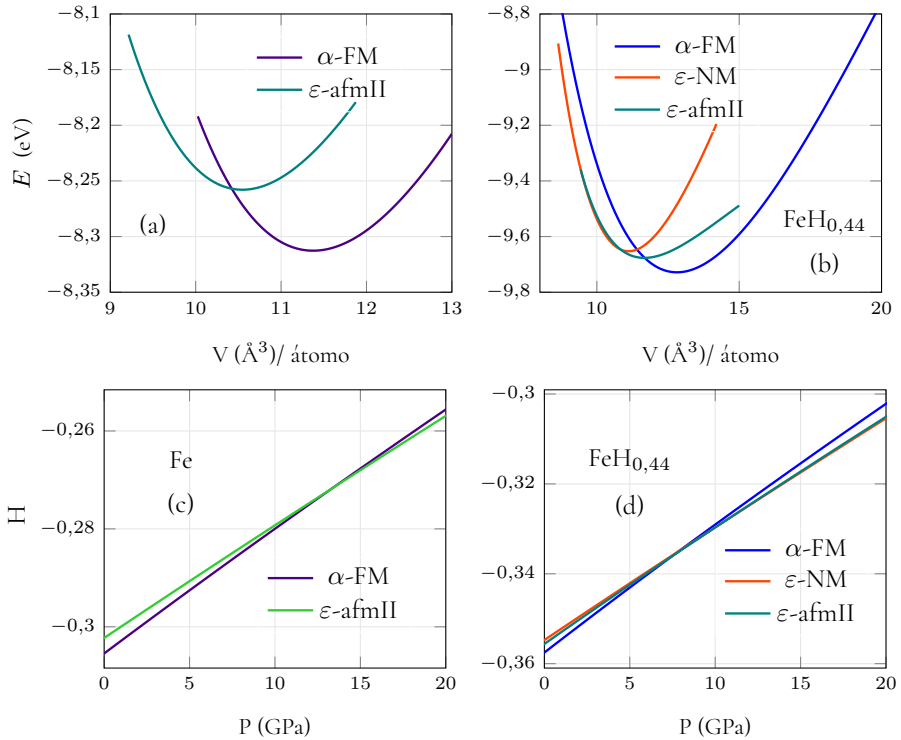 −8,1
−8,15
−8,2
−8,25
−8,3
−8,35
E (eV)
α-FM
ε-afmII
(a)
9 10 11 12 13
V (Å³)/ átomo
−8,8
−9
−9,2
−9,4
−9,6
−9,8
α-FM
ε-NM
ε-afmII
FeH₀,₄₄
(b)
10 15 20
V (Å³)/ átomo
−0,26
−0,28
−0,3
H
Fe
(c)
α-FM
ε-afmII
0 5 10 15 20
P (GPa)
−0,3
−0,32
−0,34
−0,36
FeH₀,₄₄
(d)
α-FM
ε-NM
ε-afmII
0 5 10 15 20
P (GPa)